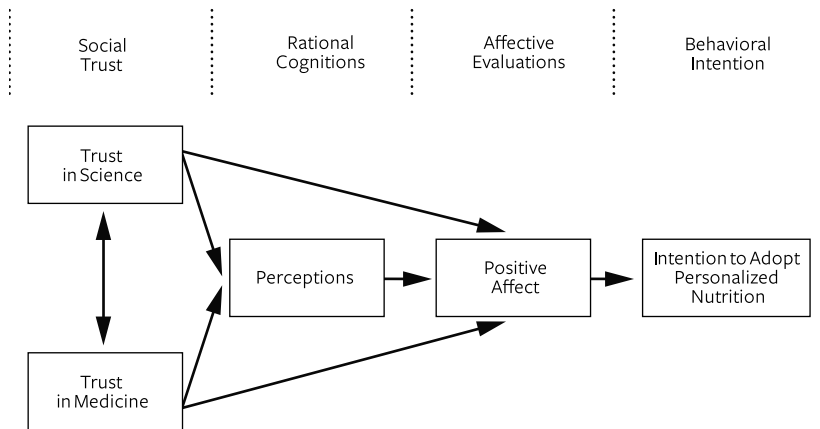 Social
Trust
Rational
Cognitions
Affective
Evaluations
Behavioral
Intention
Trust
in Science
Perceptions
Positive
Affect
Intention to Adopt
Personalized
Nutrition
Trust
in Medicine